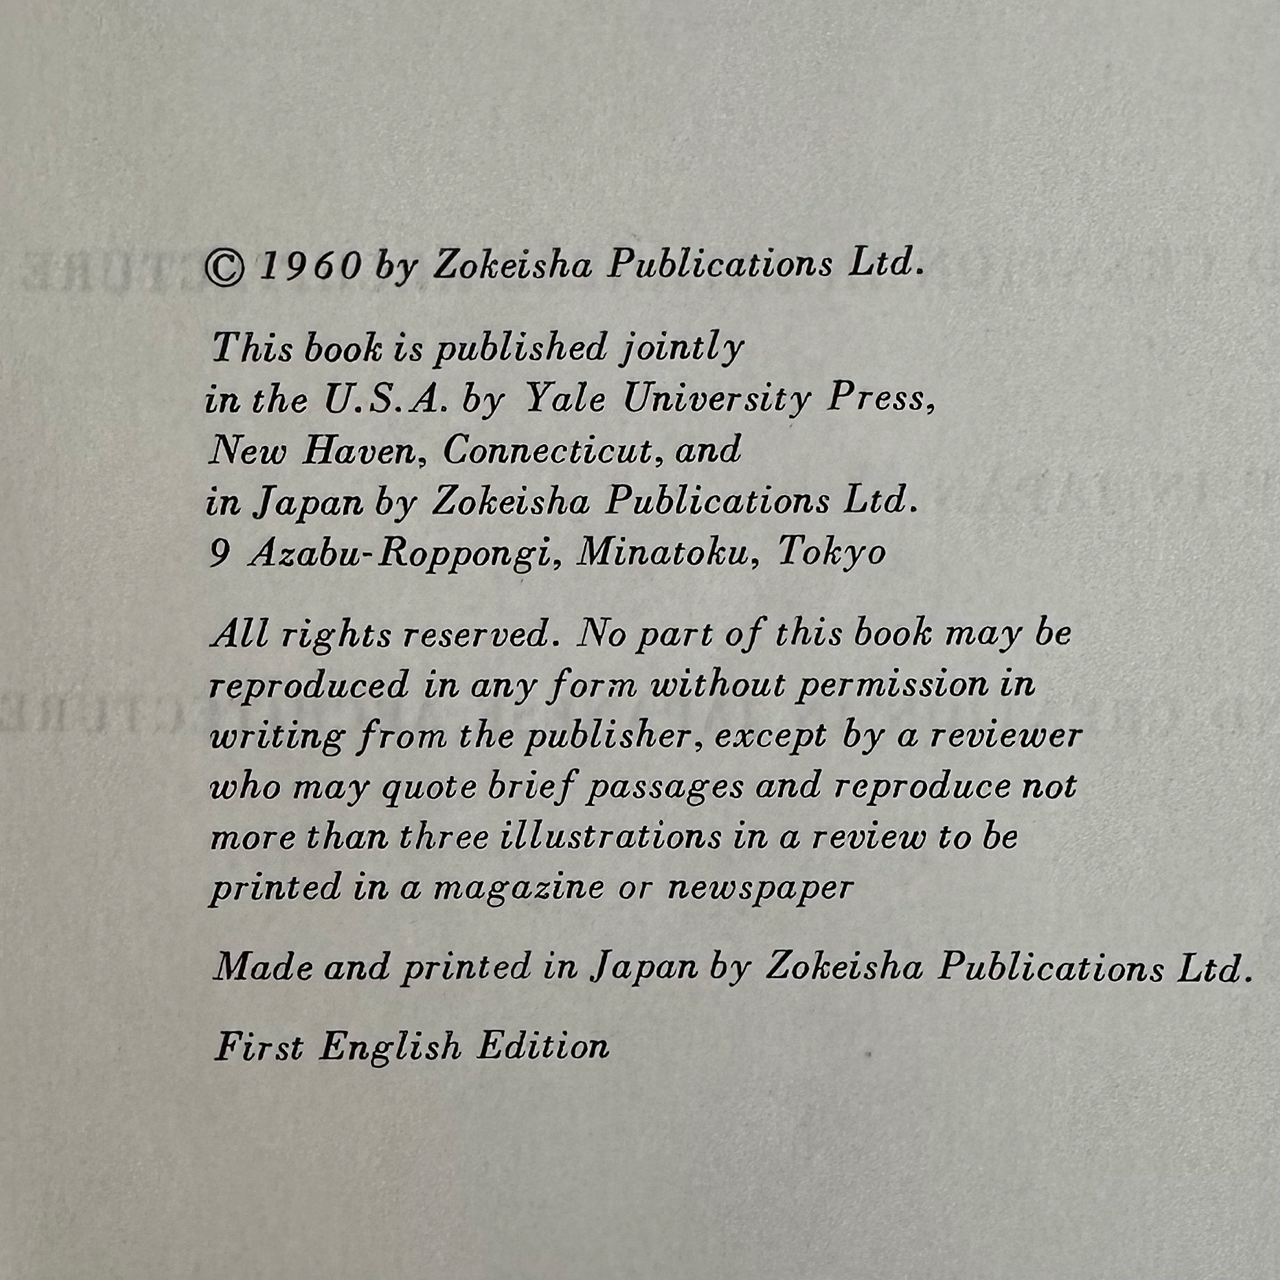 © 1960 by Zokeisha Publications Ltd.
This book is published jointly
in the U.S.A. by Yale University Press,
New Haven, Connecticut, and
in Japan by Zokeisha Publications Ltd.
9 Azabu-Roppongi, Minatoku, Tokyo
All rights reserved. No part of this book may be
reproduced in any form without permission in
writing from the publisher, except by a reviewer
who may quote brief passages and reproduce not
more than three illustrations in a review to be
printed in a magazine or newspaper
Made and printed in Japan by Zokeisha Publications Ltd.
First English Edition